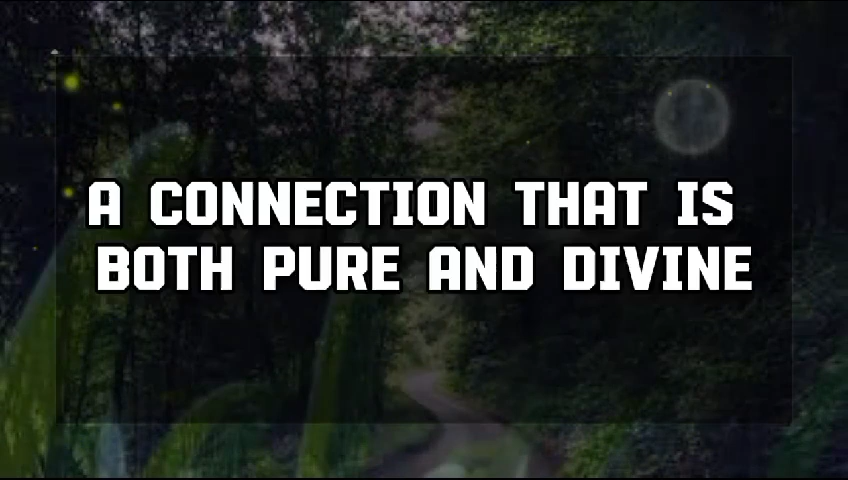 A CONNECTION THAT IS
BOTH PURE AND DIVINE